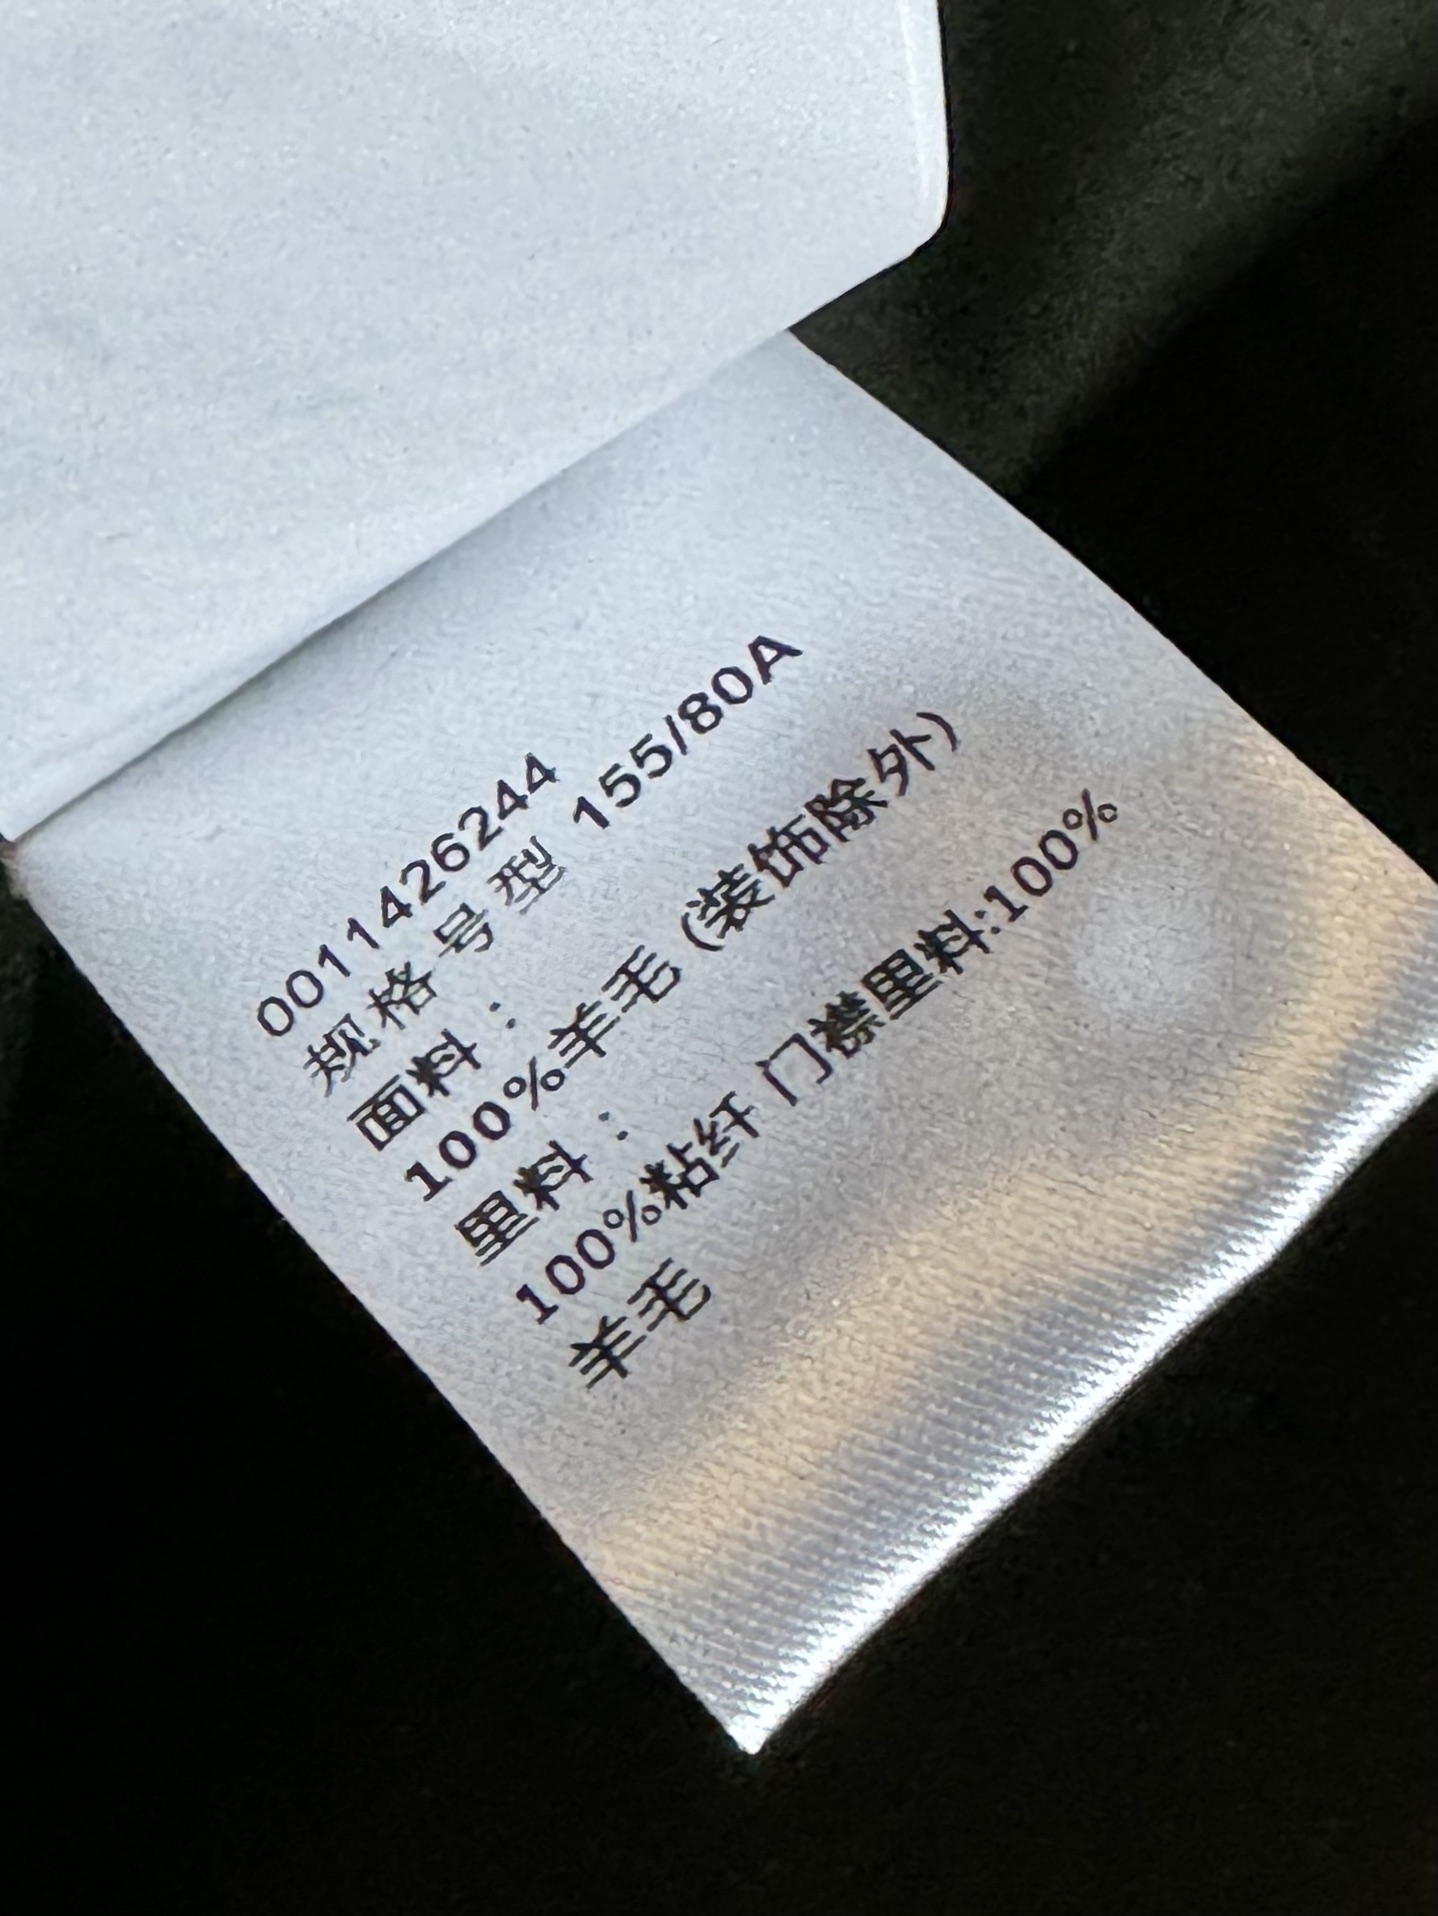 0011426244
规格号型 155/80A
面料：
100%羊毛 (装饰除外)
里料：
100%粘纤 门襟里料:100%
羊毛